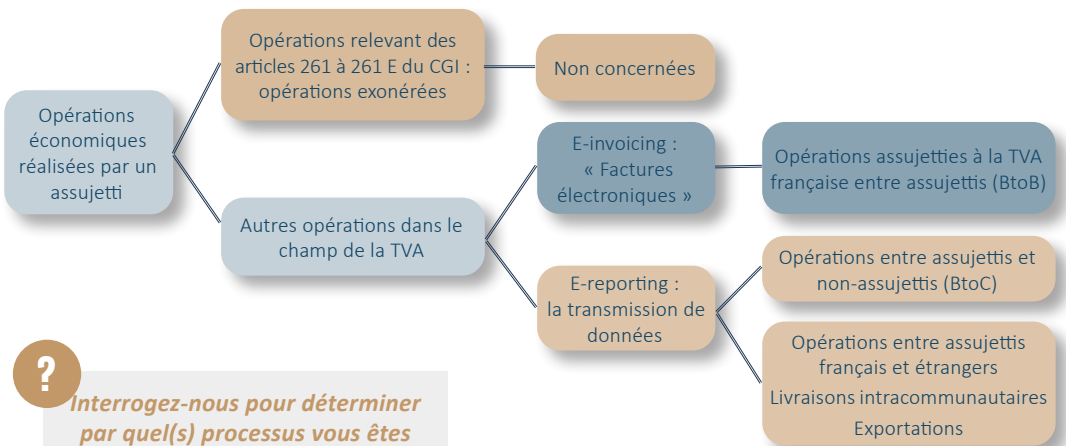 Opérations
économiques
réalisées par un
assujetti
Opérations relevant des
articles 261 à 261 E du CGI :
opérations exonérées
Non concernées
Autres opérations dans le
champ de la TVA
E-invoicing :
« Factures
électroniques »
Opérations assujetties à la TVA
française entre assujettis (BtoB)
E-reporting :
la transmission de
données
Opérations entre assujettis et
non-assujettis (BtoC)
Opérations entre assujettis
français et étrangers
Livraisons intracommunautaires
Exportations
?
Interrogez-nous pour déterminer
par quel(s) processus vous êtes